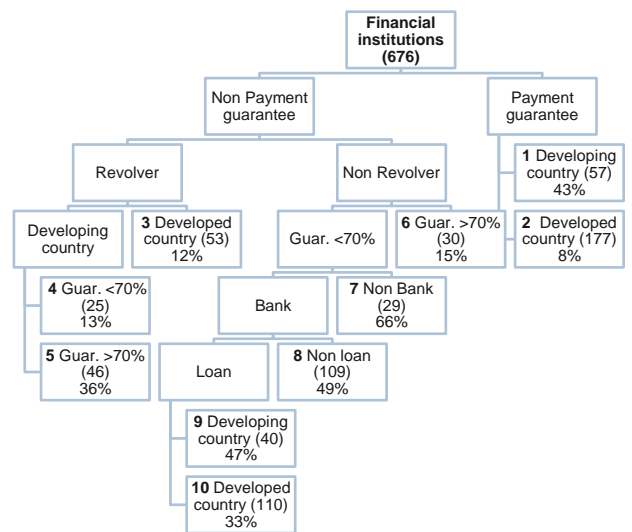 Financial
institutions
(676)
Non Payment
guarantee
Payment
guarantee
1 Developing
country (57)
43%
2 Developed
country (177)
8%
Revolver
Non Revolver
Developing
country
3 Developed
country (53)
12%
Guar. <70%
6 Guar. >70%
(30)
15%
4 Guar. <70%
(25)
13%
5 Guar. >70%
(46)
36%
Bank
7 Non Bank
(29)
66%
Loan
8 Non loan
(109)
49%
9 Developing
country (40)
47%
10 Developed
country (110)
33%